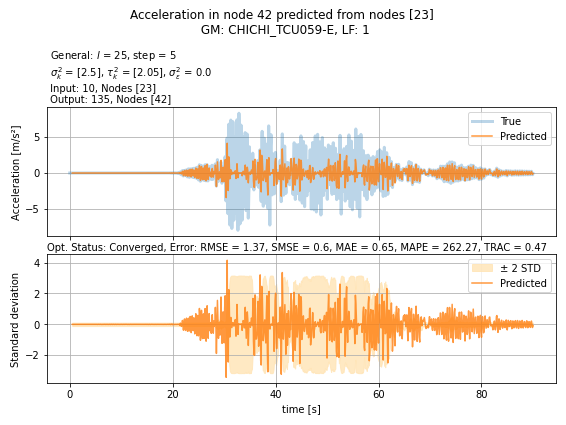 Acceleration in node 42 predicted from nodes [23]
GM: CHICHI_TCU059-E, LF: 1
General: l = 25, step = 5
σ²ₖ = [2.5], τ²ₖ = [2.05], σ²_ε = 0.0
Input: 10, Nodes [23]
Output: 135, Nodes [42]
Acceleration [m/s²]
5
0
−5
True
Predicted
Opt. Status: Converged, Error: RMSE = 1.37, SMSE = 0.6, MAE = 0.65, MAPE = 262.27, TRAC = 0.47
Standard deviation
4
2
0
−2
± 2 STD
Predicted
0 20 40 60 80
time [s]